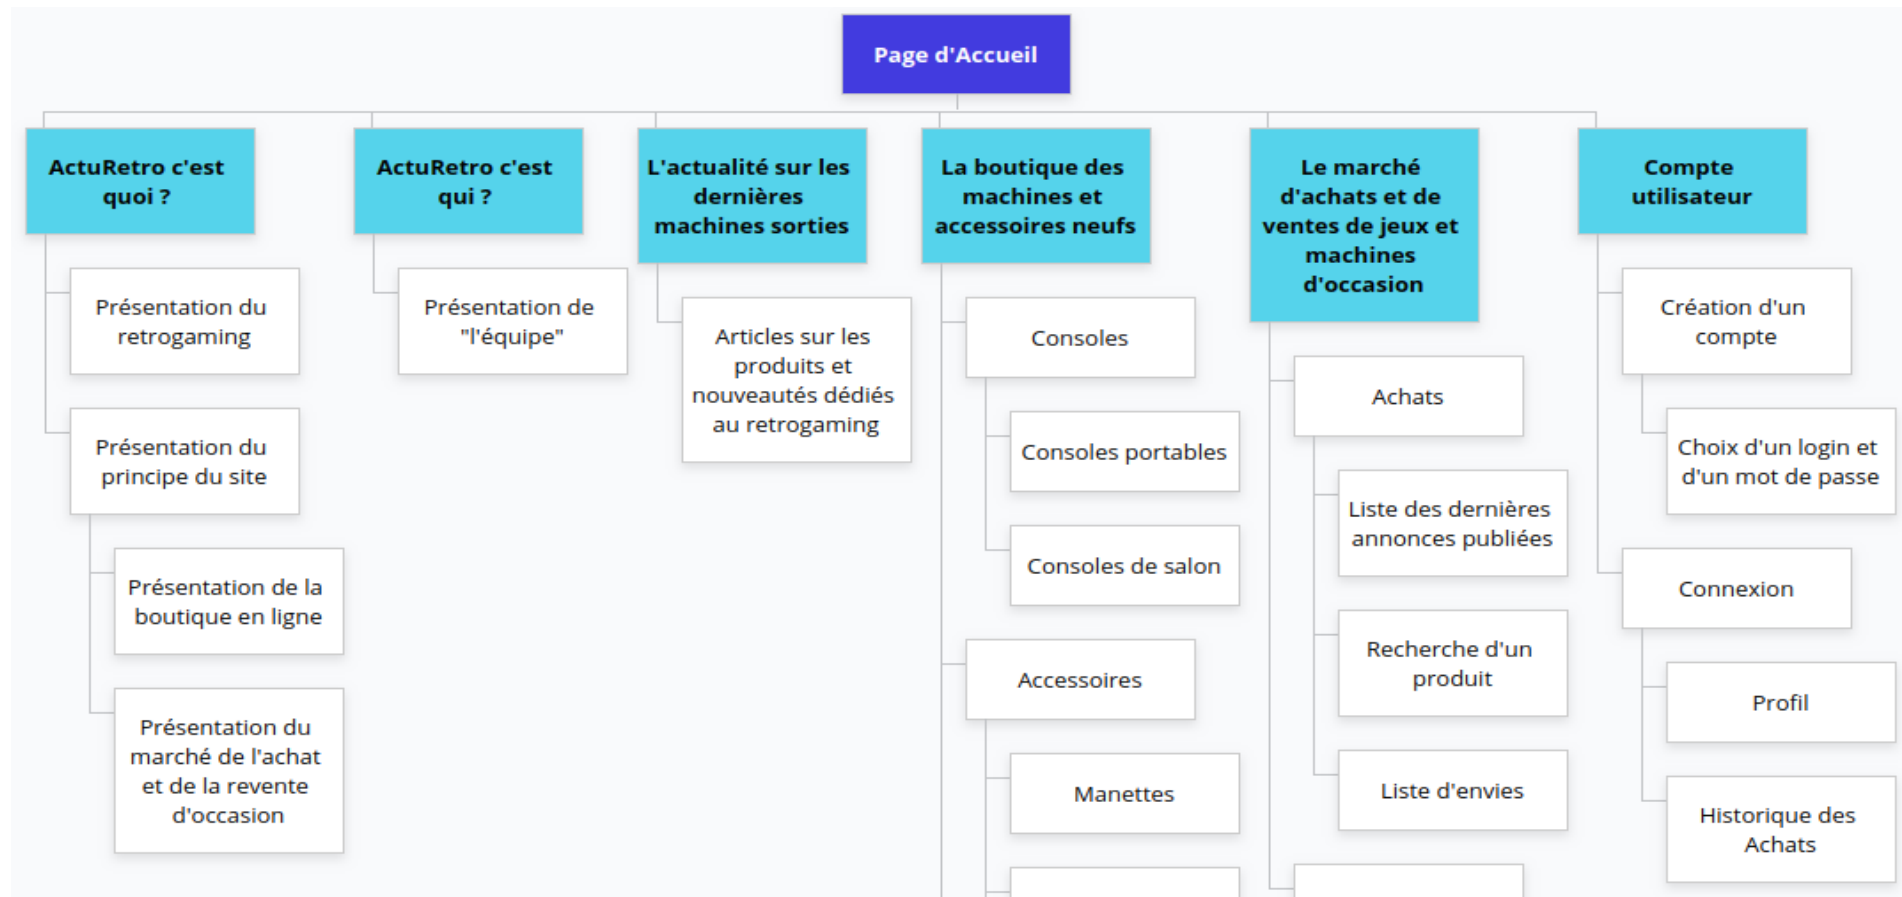 Page d'Accueil
ActuRetro c'est
quoi ?
Présentation du
retrogaming
Présentation du
principe du site
Présentation de la
boutique en ligne
Présentation du
marché de l'achat
et de la revente
d'occasion
ActuRetro c'est
qui ?
Présentation de
"l'équipe"
L'actualité sur les
dernières
machines sorties
Articles sur les
produits et
nouveautés dédiés
au retrogaming
La boutique des
machines et
accessoires neufs
Consoles
Consoles portables
Consoles de salon
Accessoires
Manettes
Le marché
d'achats et de
ventes de jeux et
machines
d'occasion
Achats
Liste des dernières
annonces publiées
Recherche d'un
produit
Liste d'envies
Compte
utilisateur
Création d'un
compte
Choix d'un login et
d'un mot de passe
Connexion
Profil
Historique des
Achats